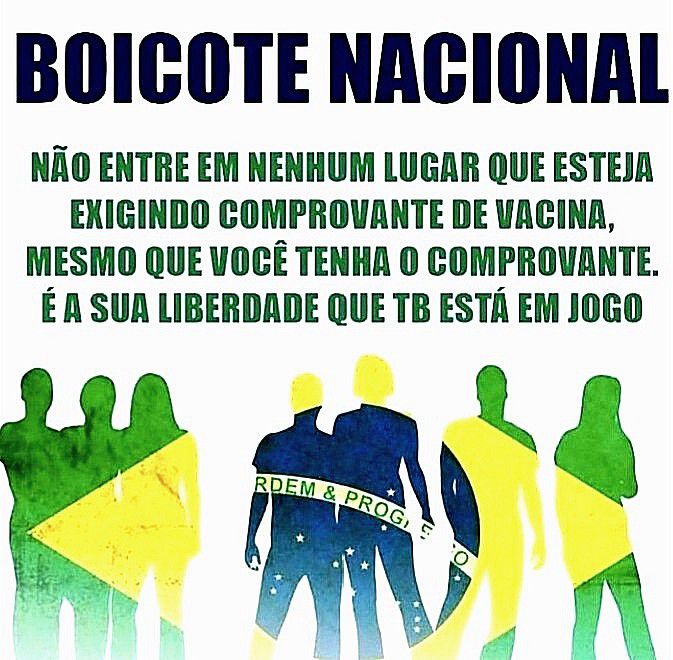 BOICOTE NACIONAL
NÃO ENTRE EM NENHUM LUGAR QUE ESTEJA
EXIGINDO COMPROVANTE DE VACINA,
MESMO QUE VOCÊ TENHA O COMPROVANTE.
É A SUA LIBERDADE QUE TB ESTÁ EM JOGO
RDEM & PROG